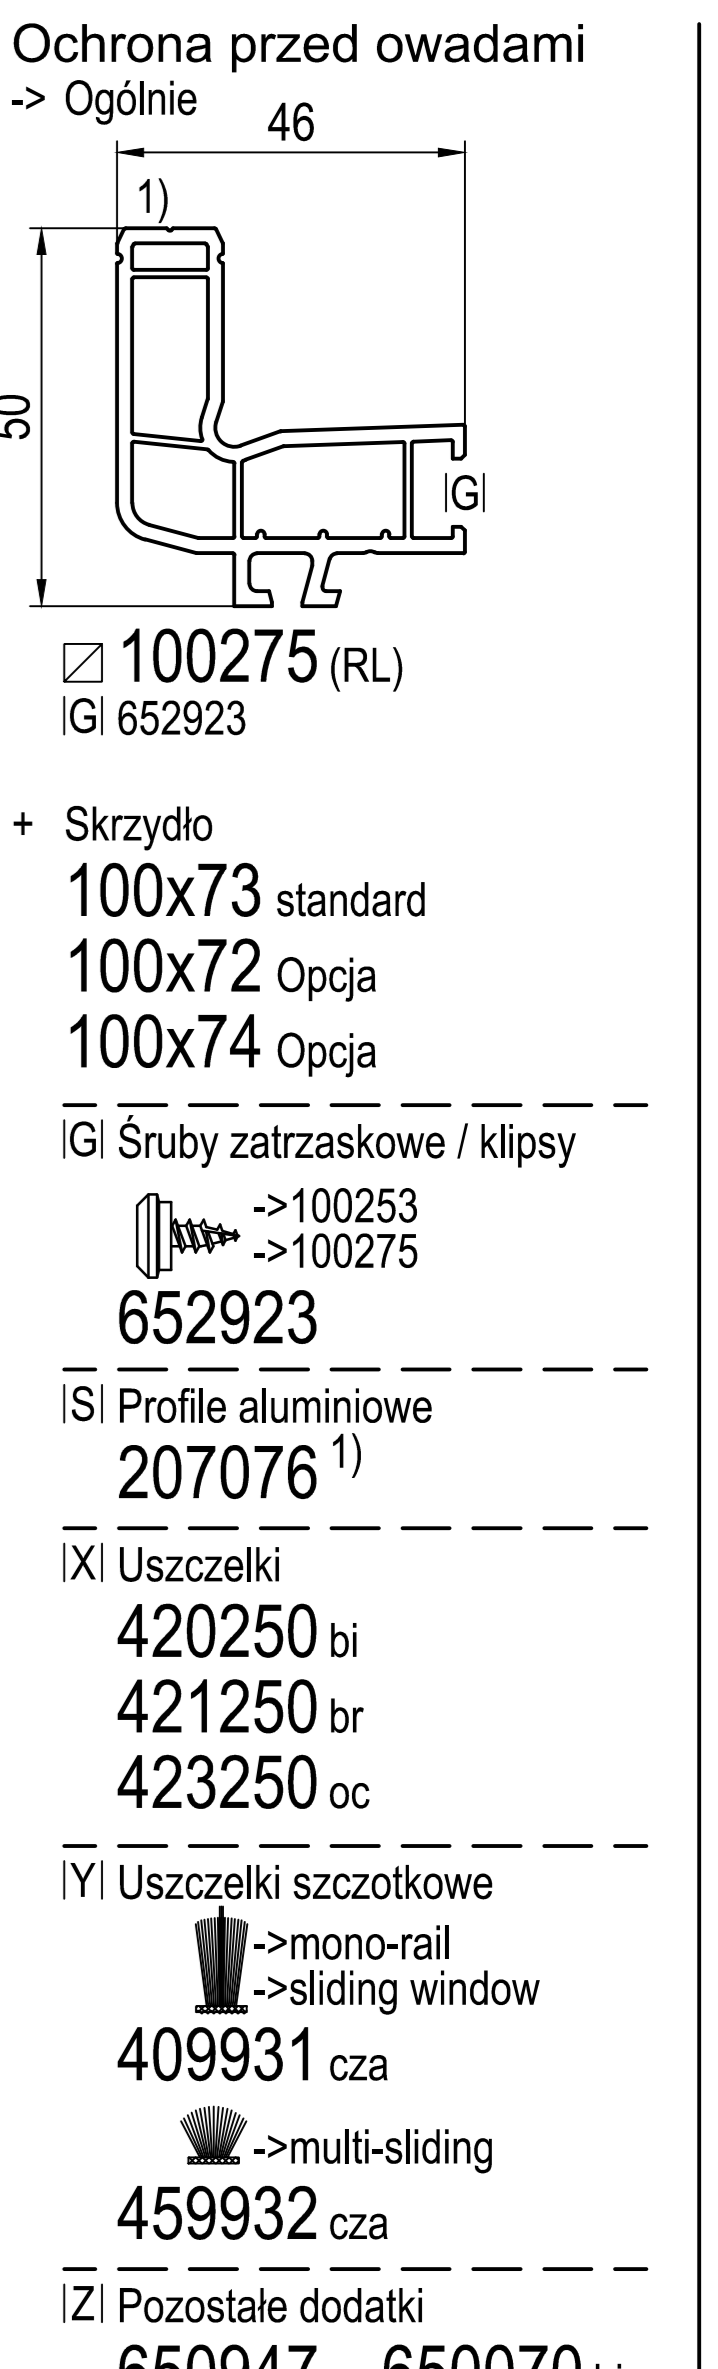 Ochrona przed owadami
-> Ogólnie
46
1)
50
|G|
100275 (RL)
|G| 652923
+ Skrzydło
100x73 standard
100x72 Opcja
100x74 Opcja
|G| Śruby zatrzaskowe / klipsy
->100253
->100275
652923
|S| Profile aluminiowe
207076 1)
|X| Uszczelki
420250 bi
421250 br
423250 oc
|Y| Uszczelki szczotkowe
->mono-rail
->sliding window
409931 cza
->multi-sliding
459932 cza
|Z| Pozostałe dodatki